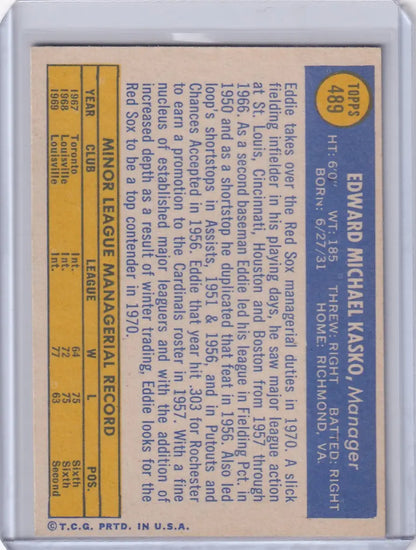 TOPPS
489
EDWARD MICHAEL KASKO, Manager
HT: 6'0" WT: 185 THREW: RIGHT BATTED: RIGHT
BORN: 6/27/31 HOME: RICHMOND, VA.
Eddie takes over the Red Sox managerial duties in 1970. A slick
fielding infielder in his playing days, he saw major league action
at St. Louis, Cincinnati, Houston and Boston from 1957 through
1966 As a second baseman Eddie led his league in Fielding Pct. in
1950 and as a shortstop he duplicated that feat in 1956. Also led
loop's shortstops in Assists, 1951 & 1956 and in Putouts and
Chances Accepted in 1956. Eddie that year hit .303 for Rochester
to earn a promotion to the Cardinals roster in 1957. With a fine
nucleus of established major leaguers and with the addition of
increased depth as a result of winter trading, Eddie looks for the
Red Sox to be a top contender in 1970.
MINOR LEAGUE MANAGERIAL RECORD
YEAR CLUB LEAGUE W L POS.
1967 Toronto Int. 64 75 Sixth
1968 Louisville Int. 72 75 Sixth
1969 Louisville Int. 77 63 Second
©T.C.G. PRTD. IN U.S.A.